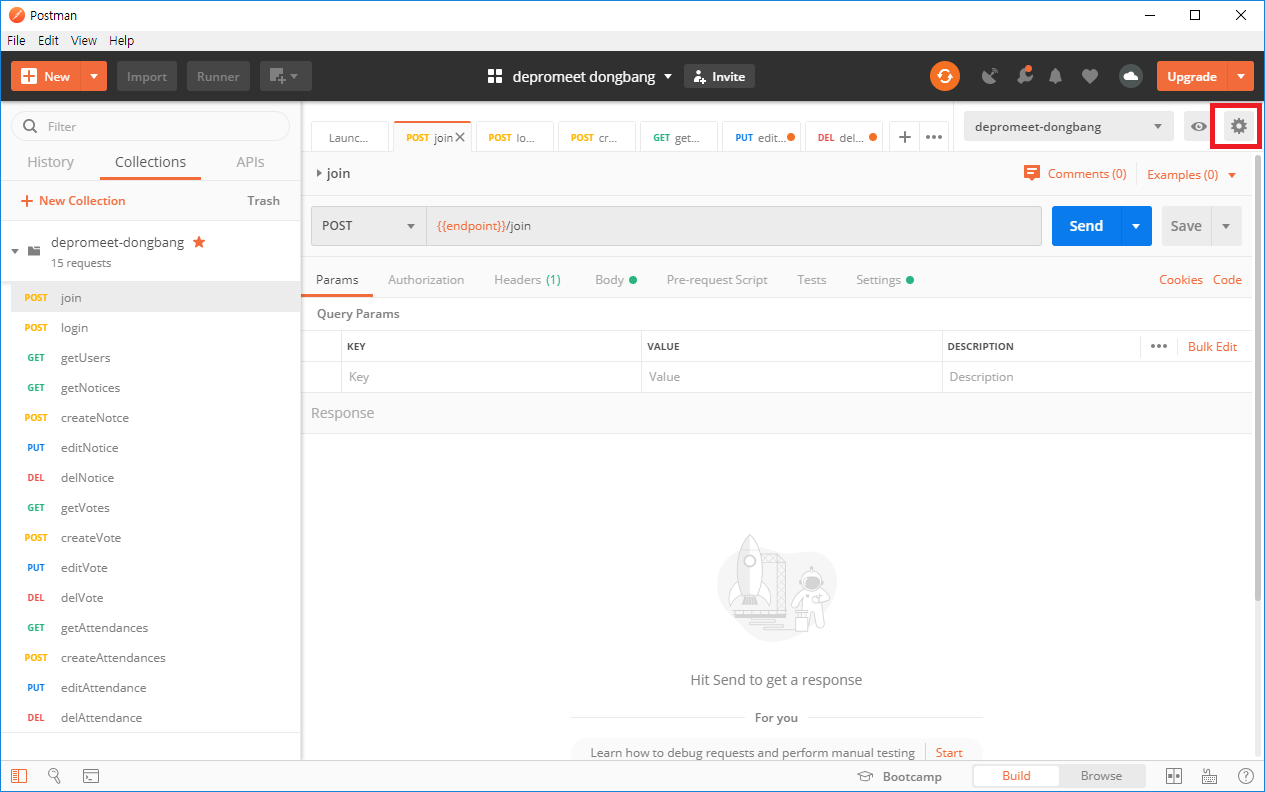 Postman
File Edit View Help
New Import Runner depromeet dongbang Invite Upgrade
Filter
History Collections APIs
New Collection Trash
depromeet-dongbang
15 requests
POST join
POST login
GET getUsers
GET getNotices
POST createNotce
PUT editNotice
DEL delNotice
GET getVotes
POST createVote
PUT editVote
DEL delVote
GET getAttendances
POST createAttendances
PUT editAttendance
DEL delAttendance
Launc... POST join POST lo... POST cr... GET get... PUT edit... DEL del... depromeet-dongbang
join Comments (0) Examples (0)
POST {{endpoint}}/join Send Save
Params Authorization Headers (1) Body Pre-request Script Tests Settings Cookies Code
Query Params
KEY VALUE DESCRIPTION Bulk Edit
Key Value Description
Response
Hit Send to get a response
For you
Learn how to debug requests and perform manual testing Start
Bootcamp Build Browse